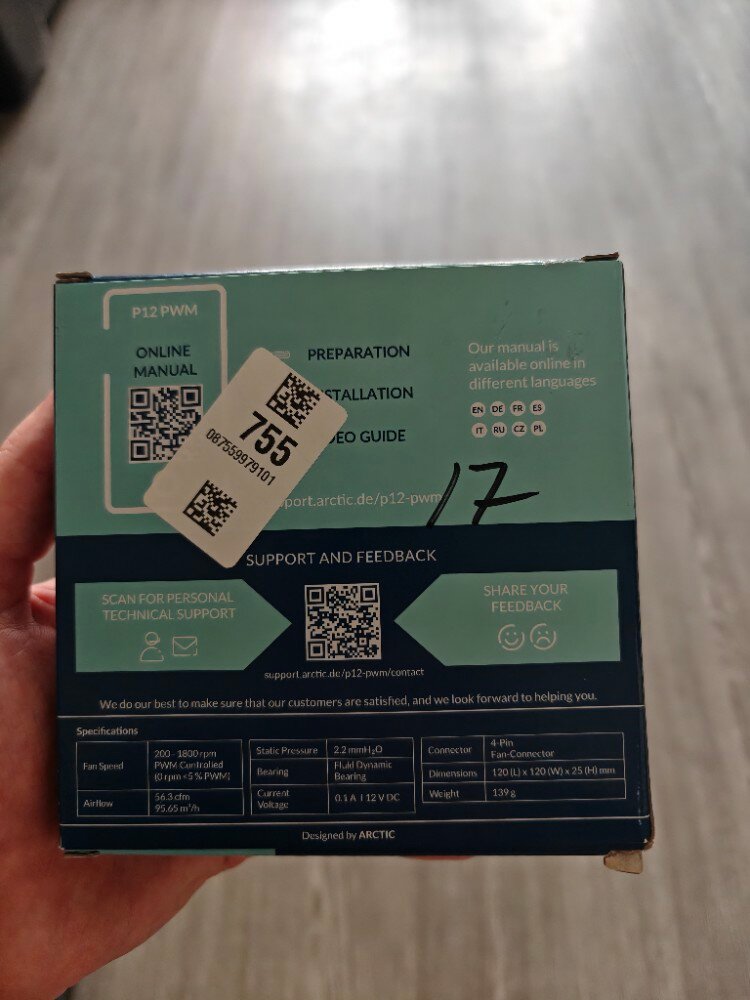 P12 PWM
ONLINE
MANUAL
PREPARATION
STALLATION
DEO GUIDE
Our manual is
available online in
different languages
EN DE FR ES
IT RU CZ PL
755
087559979101
port.arctic.de/p12-pwm
17
SUPPORT AND FEEDBACK
SCAN FOR PERSONAL
TECHNICAL SUPPORT
SHARE YOUR
FEEDBACK
support.arctic.de/p12-pwm/contact
We do our best to make sure that our customers are satisfied, and we look forward to helping you.
Specifications
Fan Speed
200–1800 rpm
PWM Controlled
(0 rpm <5 % PWM)
Airflow
56.3 cfm
95.65 m³/h
Static Pressure
2.2 mmH₂O
Bearing
Fluid Dynamic
Bearing
Current
Voltage
0.1 A | 12 V DC
Connector
4-Pin
Fan-Connector
Dimensions
120 (L) x 120 (W) x 25 (H) mm
Weight
139 g
Designed by ARCTIC